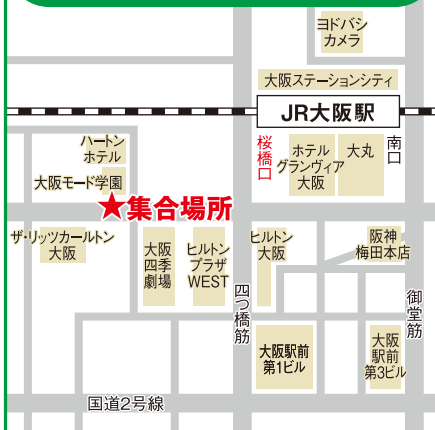 ヨドバシ
カメラ
大阪ステーションシティ
JR大阪駅
桜橋口
ホテル
グランヴィア
大阪
大丸
南口
ハートン
ホテル
大阪モード学園
★集合場所
ザ・リッツカールトン
大阪
大阪
四季
劇場
ヒルトン
プラザ
WEST
ヒルトン
大阪
阪神
梅田本店
四つ橋筋
御堂筋
大阪駅前
第1ビル
大阪
駅前
第3ビル
国道2号線